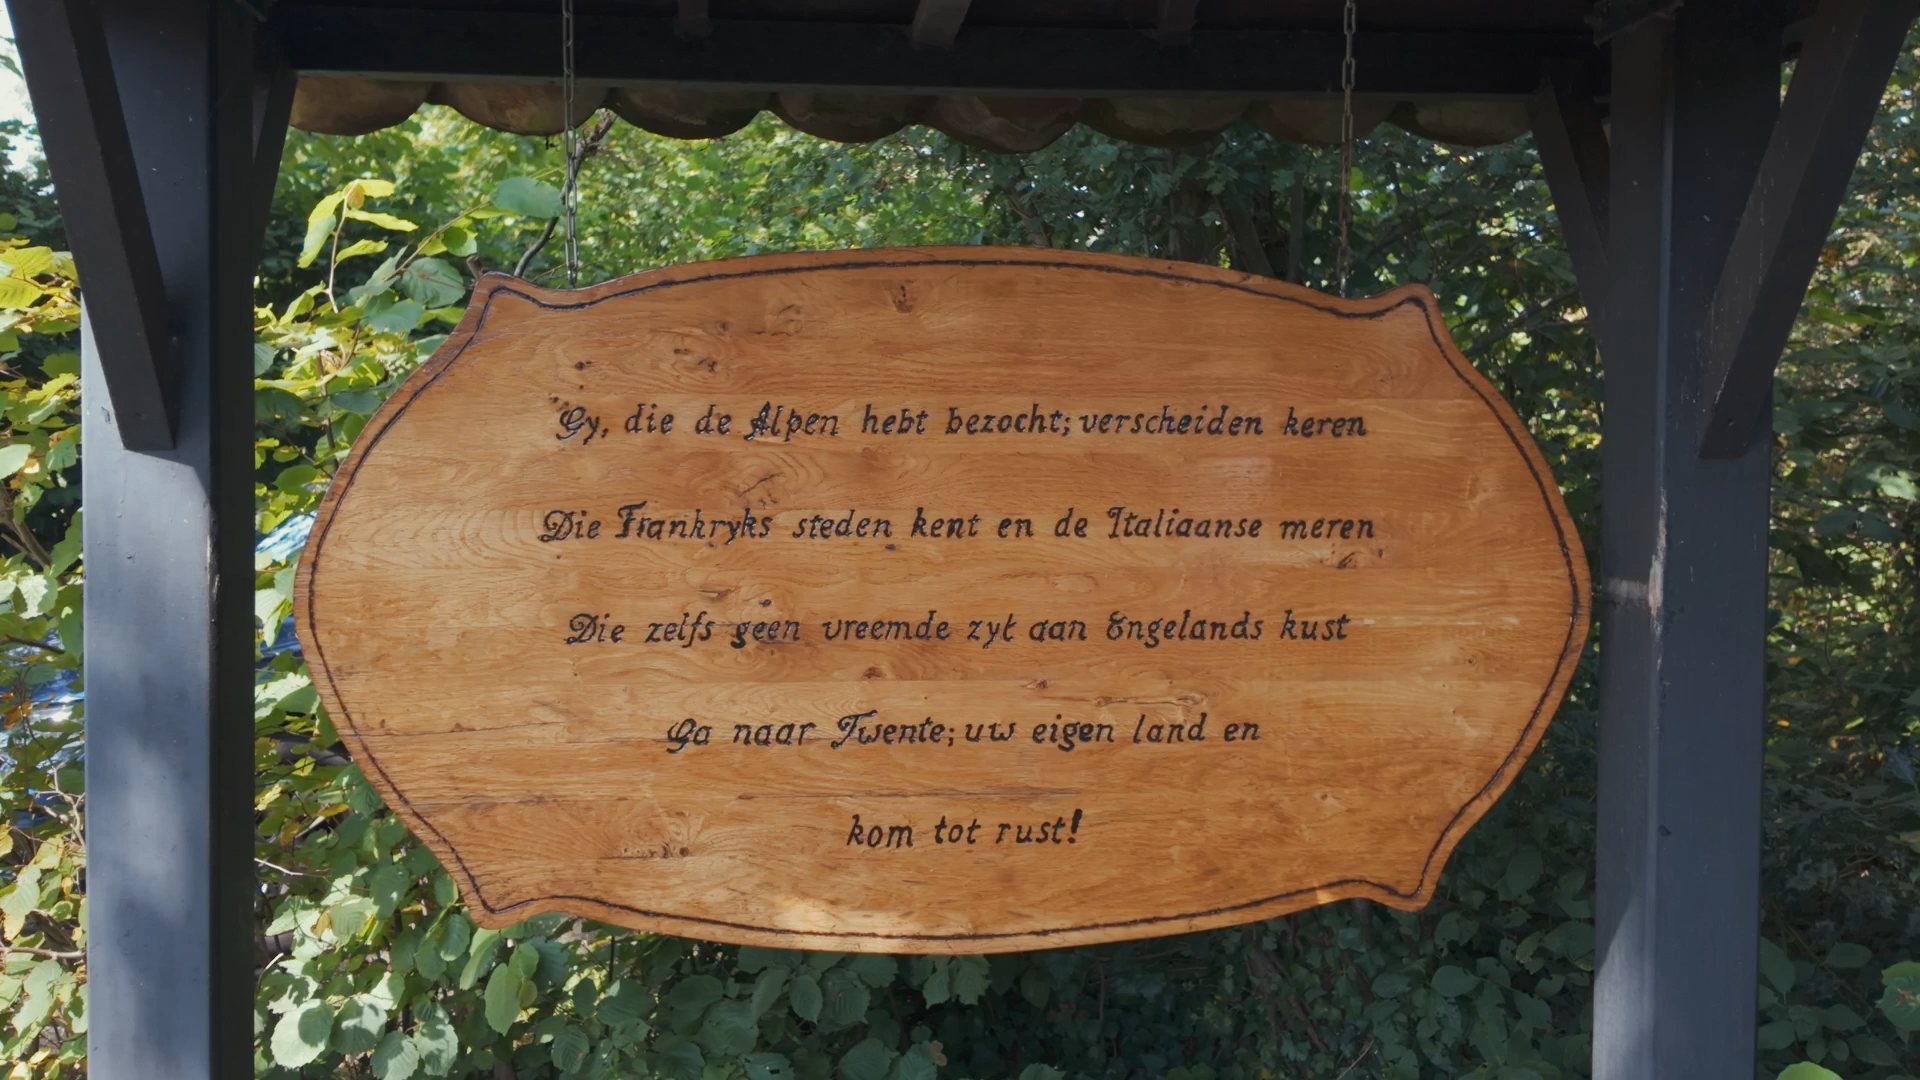 Gy, die de Alpen hebt bezocht; verscheiden keren
Die Frankryks steden kent en de Italiaanse meren
Die zelfs geen vreemde zyt aan Engelands kust
Ga naar Twente; uw eigen land en
kom tot rust!